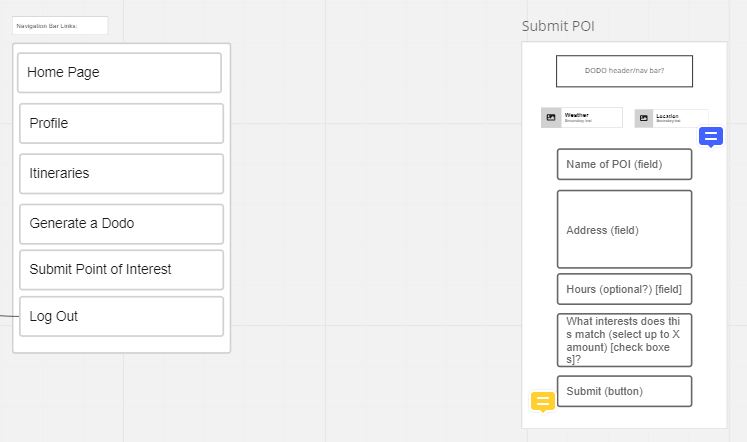 Navigation Bar Links:
Home Page
Profile
Itineraries
Generate a Dodo
Submit Point of Interest
Log Out
Submit POI
DODO header/nav bar?
Weather
Secondary text
Location
Secondary text
Name of POI (field)
Address (field)
Hours (optional?) [field]
What interests does thi
s match (select up to X
amount) [check boxe
s]?
Submit (button)